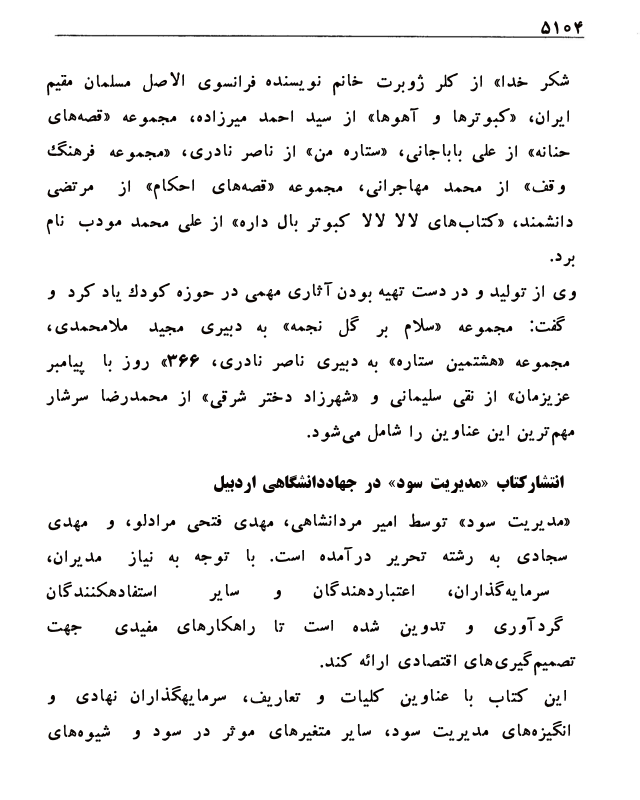 ۵۱۰۴
شکر خدا» از کلر ژوبرت خانم نویسنده فرانسوی الاصل مسلمان مقیم
ایران، «کبوترها و آهوها» از سید احمد میرزاده، مجموعه «قصه‌های
حنانه» از علی باباجانی، «ستاره من» از ناصر نادری، «مجموعه فرهنگ
وقف» از محمد مهاجرانی، مجموعه «قصه‌های احکام» از مرتضی
دانشمند، «کتاب‌های لالا لالا کبوتر بال داره» از علی محمد مودب نام
برد.
وی از تولید و در دست تهیه بودن آثاری مهمی در حوزه کودک یاد کرد و
گفت: مجموعه «سلام بر گل نجمه» به دبیری مجید ملامحمدی،
مجموعه «هشتمین ستاره» به دبیری ناصر نادری، ۳۶۶» روز با پیامبر
عزیزمان» از نقی سلیمانی و «شهرزاد دختر شرقی» از محمدرضا سرشار
مهم‌ترین این عناوین را شامل می‌شود.
انتشارکتاب «مدیریت سود» در جهاددانشگاهی اردبیل
«مدیریت سود» توسط امیر مردانشاهی، مهدی فتحی مرادلو، و مهدی
سجادی به رشته تحریر درآمده است. با توجه به نیاز مدیران،
سرمایه‌گذاران، اعتباردهندگان و سایر استفادهکنندگان
گردآوری و تدوین شده است تا راهکارهای مفیدی جهت
تصمیم‌گیری‌های اقتصادی ارائه کند.
این کتاب با عناوین کلیات و تعاریف، سرمایهگذاران نهادی و
انگیزه‌های مدیریت سود، سایر متغیرهای موثر در سود و شیوه‌های